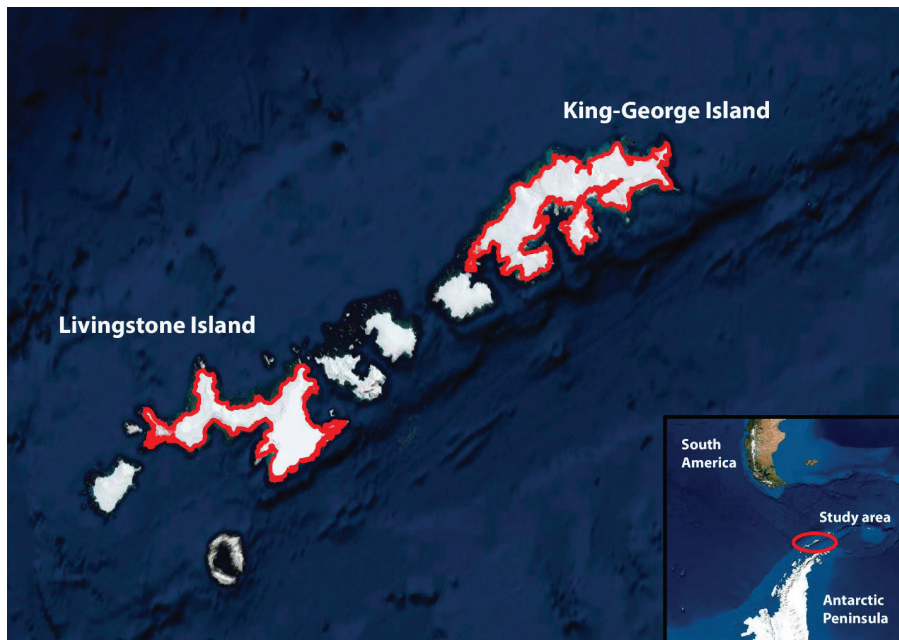 King-George Island
Livingstone Island
South
America
Study area
Antarctic
Peninsula